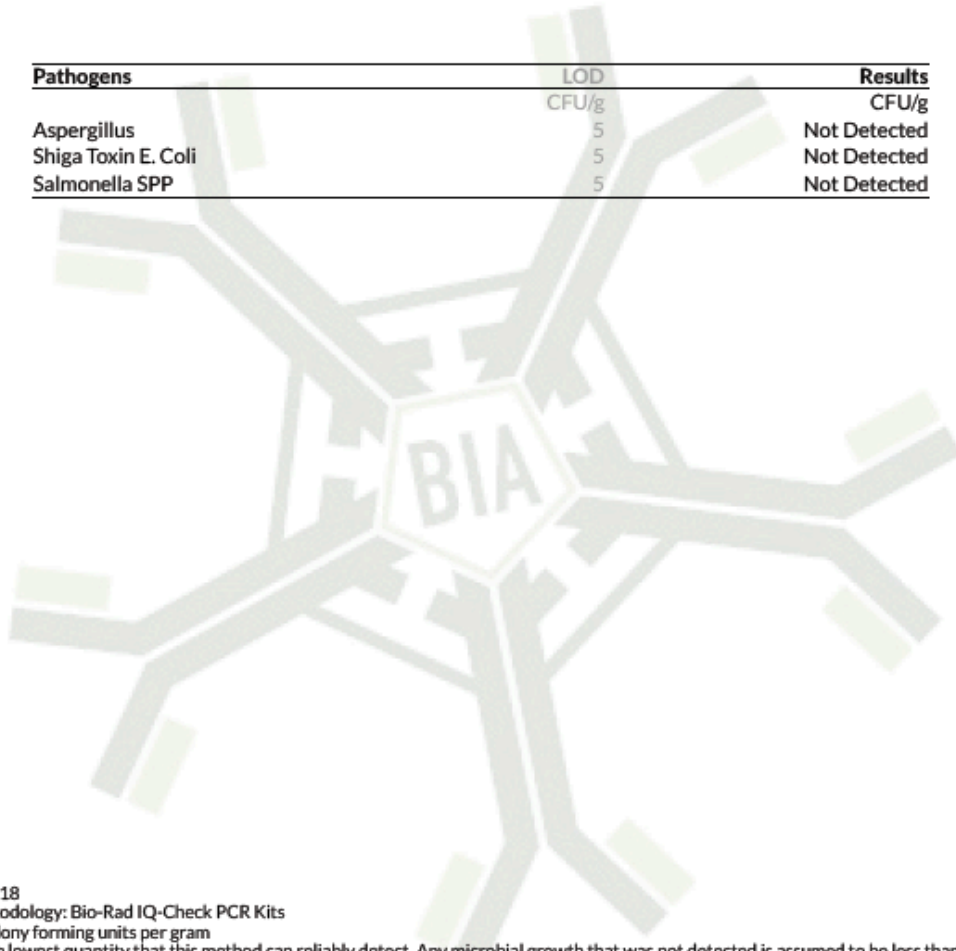 Pathogens LOD Results
CFU/g CFU/g
Aspergillus 5 Not Detected
Shiga Toxin E. Coli 5 Not Detected
Salmonella SPP 5 Not Detected
BIA
18
odology: Bio-Rad IQ-Check PCR Kits
lony forming units per gram
lowest quantity that this method can reliably detect. Any microbial growth that was not detected is assumed to be less than